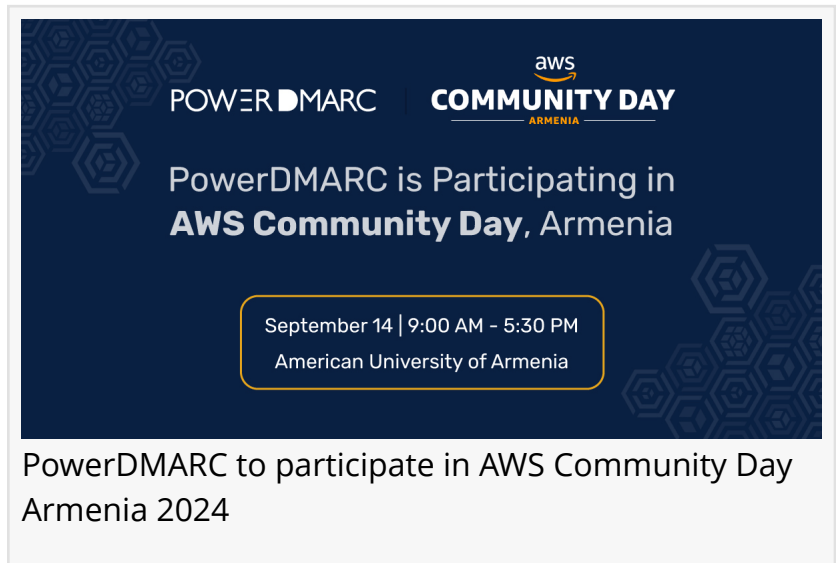 POWER DMARC
aws
COMMUNITY DAY
ARMENIA
PowerDMARC is Participating in
AWS Community Day, Armenia
September 14 | 9:00 AM - 5:30 PM
American University of Armenia
PowerDMARC to participate in AWS Community Day
Armenia 2024